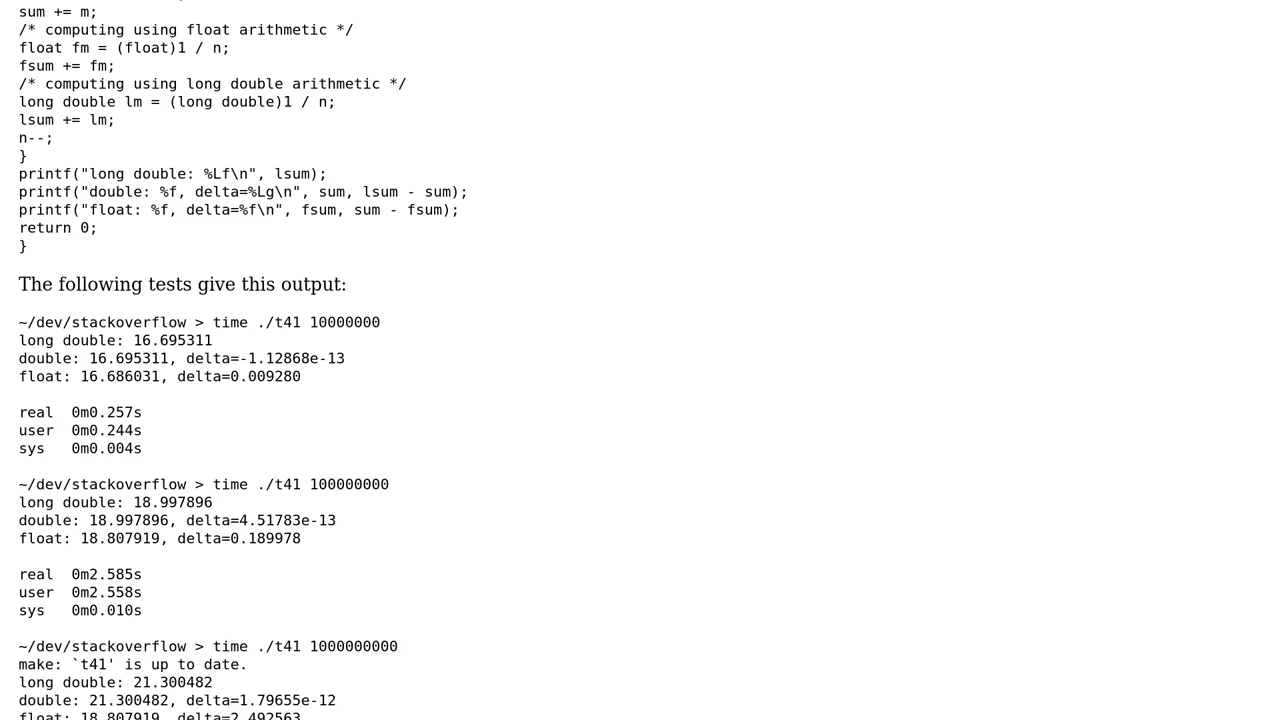 sum += m;
/* computing using float arithmetic */
float fm = (float)1 / n;
fsum += fm;
/* computing using long double arithmetic */
long double lm = (long double)1 / n;
lsum += lm;
n--;
}
printf("long double: %Lf\n", lsum);
printf("double: %f, delta=%Lg\n", sum, lsum - sum);
printf("float: %f, delta=%f\n", fsum, sum - fsum);
return 0;
}
The following tests give this output:
~/dev/stackoverflow > time ./t41 10000000
long double: 16.695311
double: 16.695311, delta=-1.12868e-13
float: 16.686031, delta=0.009280
real  0m0.257s
user  0m0.244s
sys   0m0.004s
~/dev/stackoverflow > time ./t41 100000000
long double: 18.997896
double: 18.997896, delta=4.51783e-13
float: 18.807919, delta=0.189978
real  0m2.585s
user  0m2.558s
sys   0m0.010s
~/dev/stackoverflow > time ./t41 1000000000
make: `t41' is up to date.
long double: 21.300482
double: 21.300482, delta=1.79655e-12
float: 18.807919, delta=2.492563